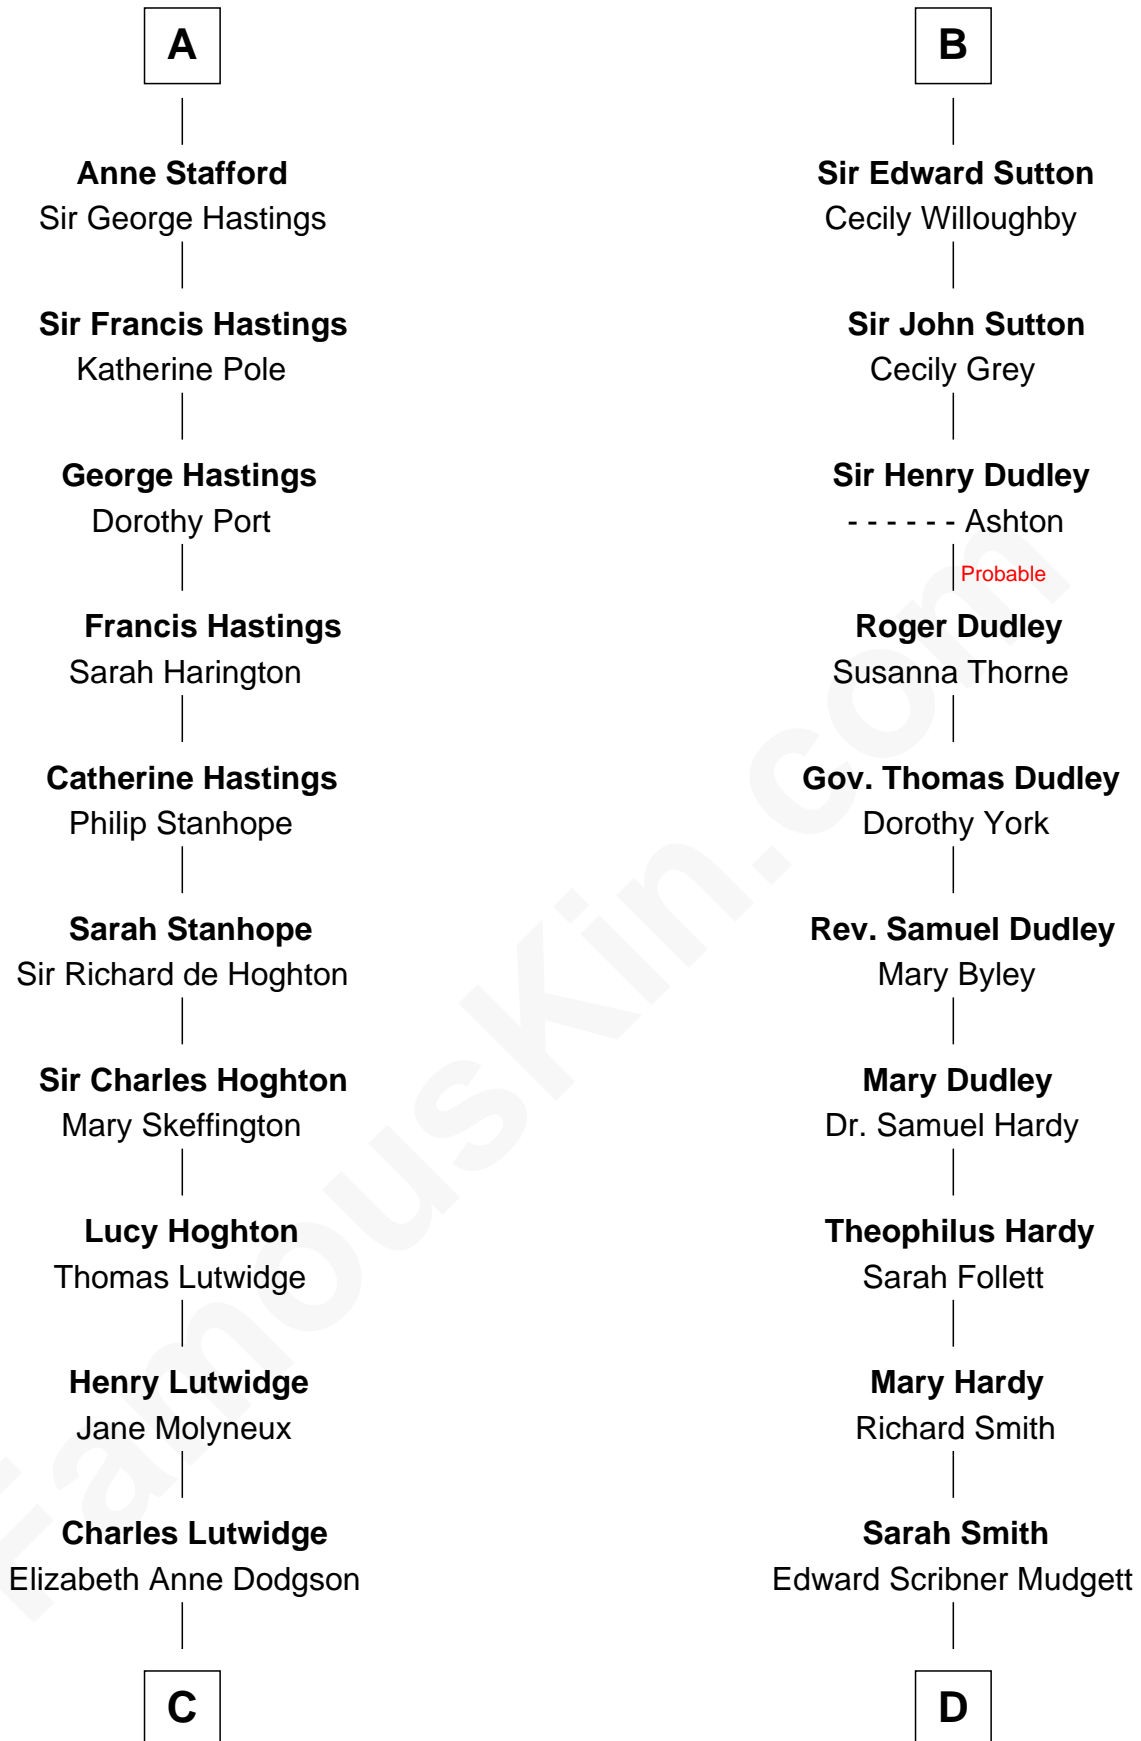 A
Anne Stafford
Sir George Hastings
Sir Francis Hastings
Katherine Pole
George Hastings
Dorothy Port
Francis Hastings
Sarah Harington
Catherine Hastings
Philip Stanhope
Sarah Stanhope
Sir Richard de Hoghton
Sir Charles Hoghton
Mary Skeffington
Lucy Hoghton
Thomas Lutwidge
Henry Lutwidge
Jane Molyneux
Charles Lutwidge
Elizabeth Anne Dodgson
C
B
Sir Edward Sutton
Cecily Willoughby
Sir John Sutton
Cecily Grey
Sir Henry Dudley
- - - - - - Ashton
Probable
Roger Dudley
Susanna Thorne
Gov. Thomas Dudley
Dorothy York
Rev. Samuel Dudley
Mary Byley
Mary Dudley
Dr. Samuel Hardy
Theophilus Hardy
Sarah Follett
Mary Hardy
Richard Smith
Sarah Smith
Edward Scribner Mudgett
D
FamousKin.com